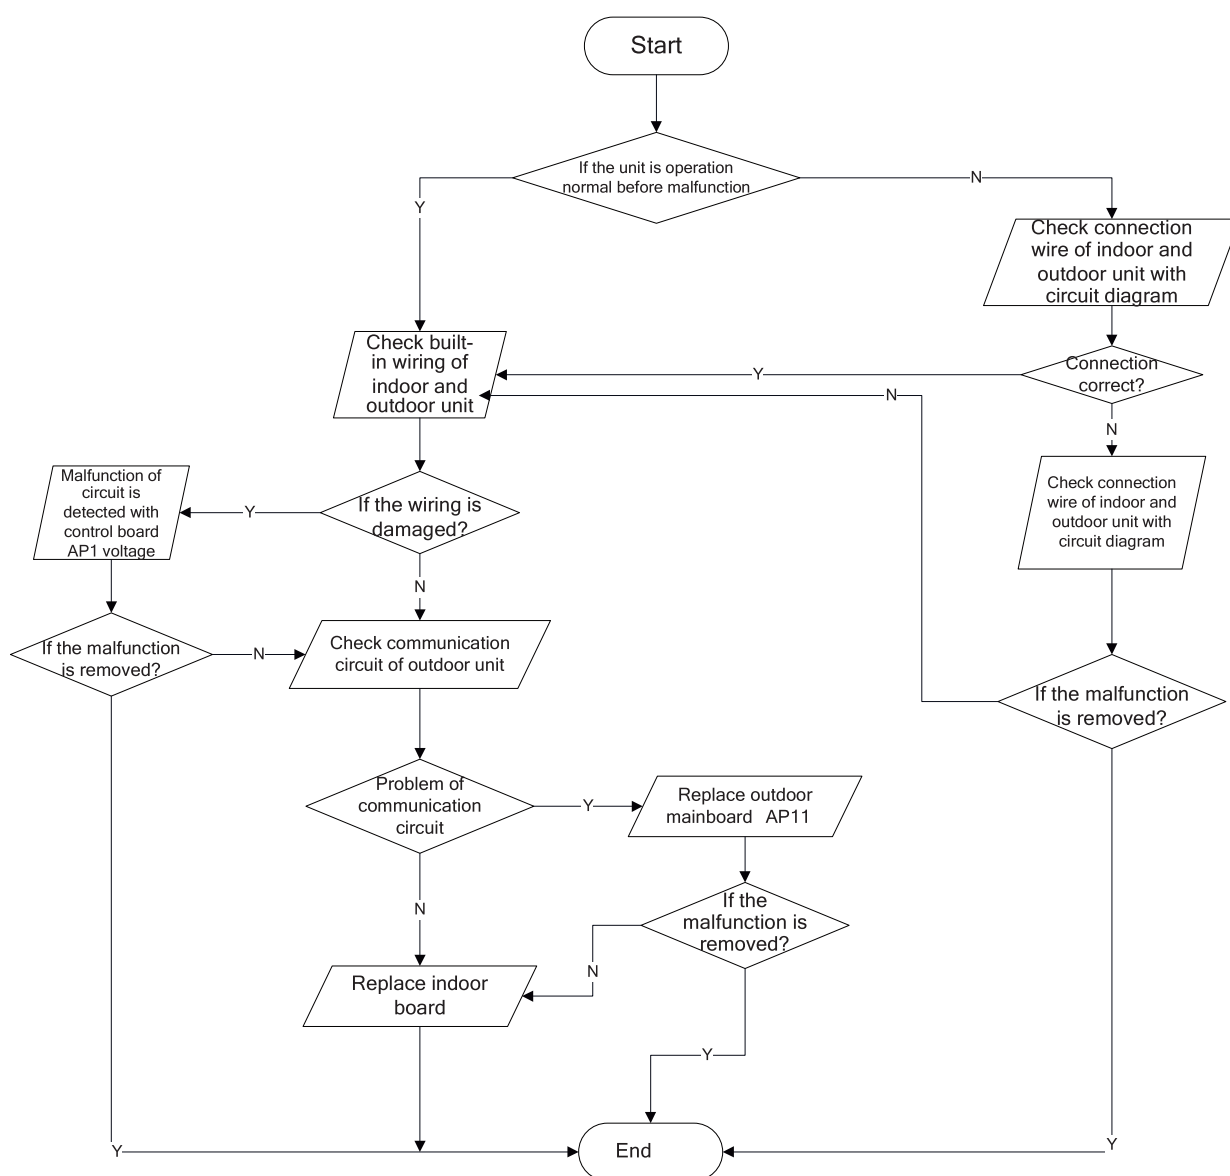 Start
If the unit is operation
normal before malfunction
Y
N
Check connection
wire of indoor and
outdoor unit with
circuit diagram
Check built-
in wiring of
indoor and
outdoor unit
Y
Connection
correct?
N
N
Malfunction of
circuit is
detected with
control board
AP1 voltage
Y
If the wiring is
damaged?
Check connection
wire of indoor and
outdoor unit with
circuit diagram
N
If the malfunction
is removed?
N
Check communication
circuit of outdoor unit
If the malfunction
is removed?
Problem of
communication
circuit
Y
Replace outdoor
mainboard AP11
N
If the
malfunction is
removed?
N
Replace indoor
board
Y
Y
End
Y